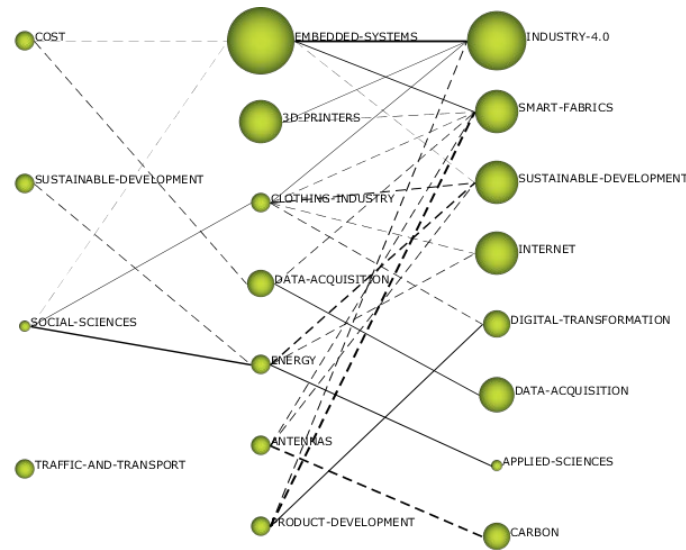 COST
EMBEDDED-SYSTEMS
INDUSTRY-4.0
SMART-FABRICS
3D-PRINTERS
SUSTAINABLE-DEVELOPMENT
SUSTAINABLE-DEVELOPMENT
CLOTHING-INDUSTRY
INTERNET
DATA-ACQUISITION
SOCIAL-SCIENCES
DIGITAL-TRANSFORMATION
ENERGY
DATA-ACQUISITION
ANTENNAS
TRAFFIC-AND-TRANSPORT
APPLIED-SCIENCES
PRODUCT-DEVELOPMENT
CARBON